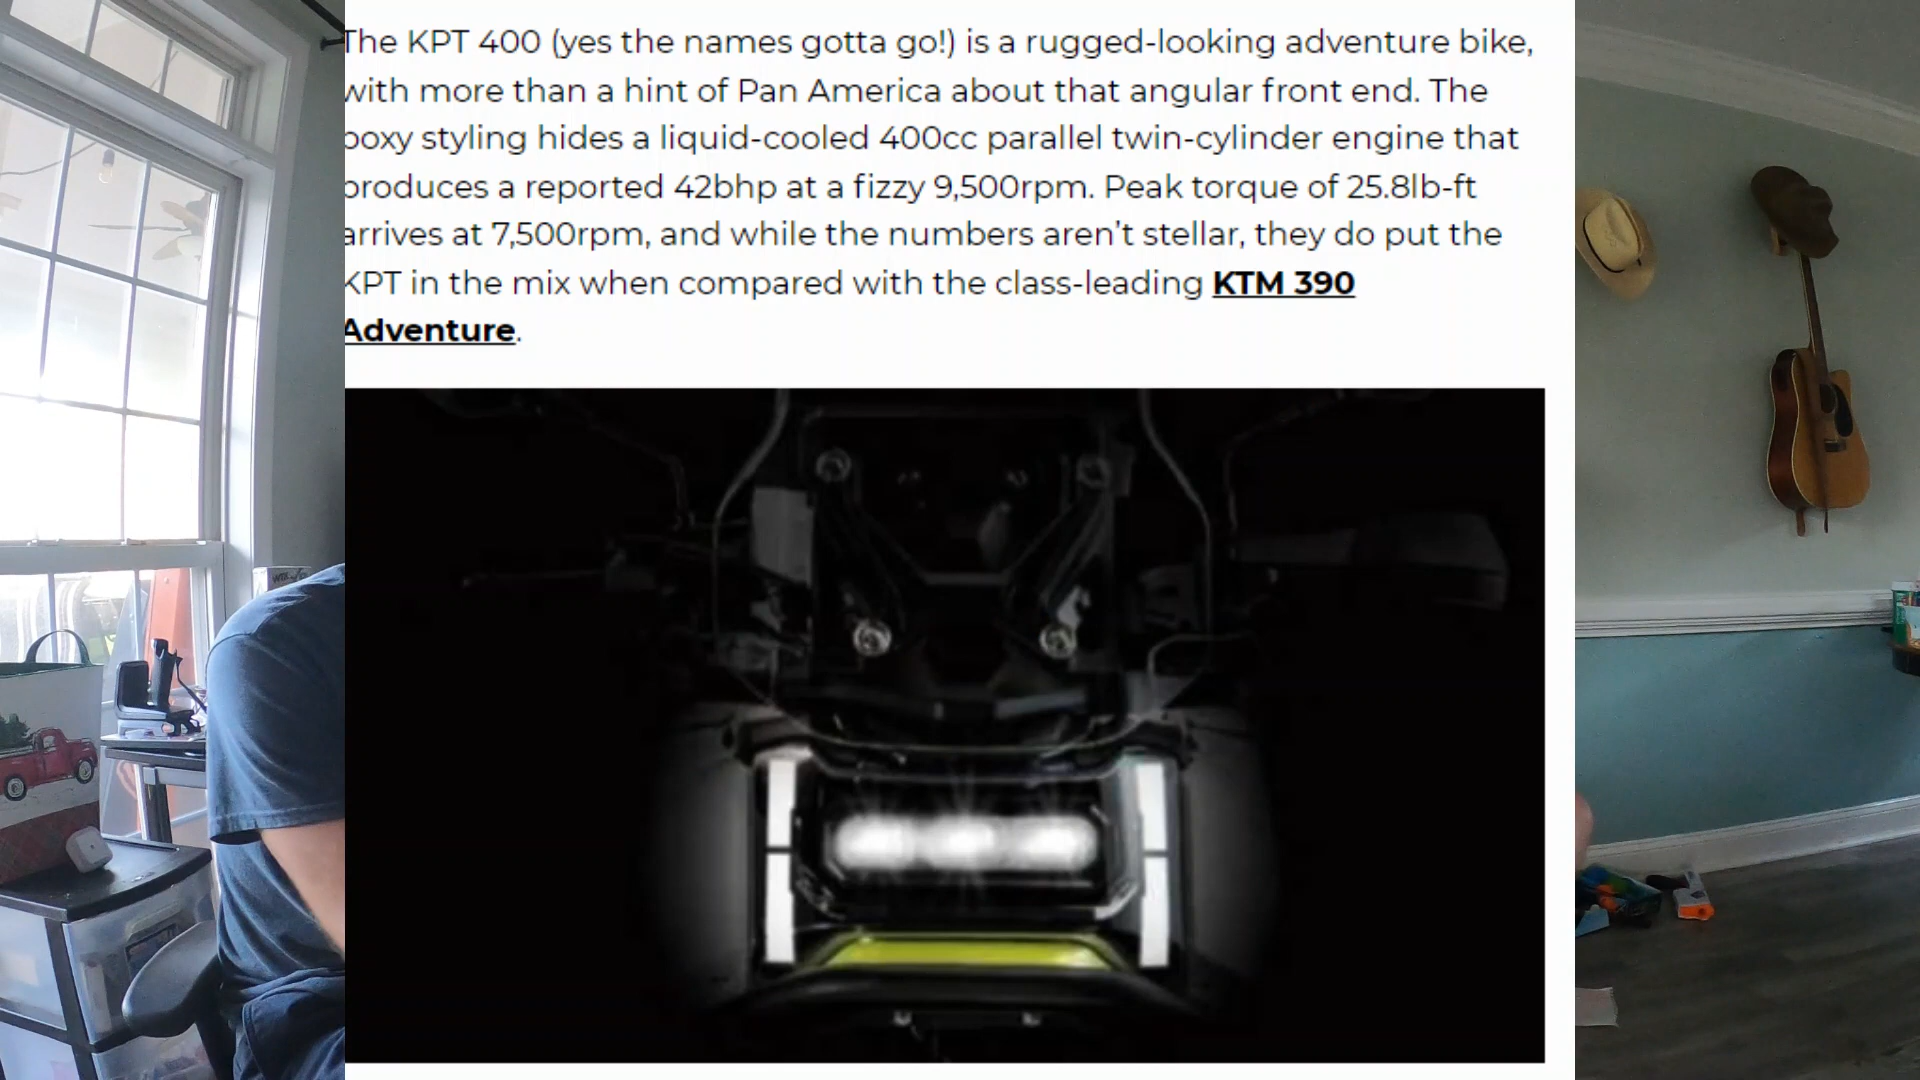 The KPT 400 (yes the names gotta go!) is a rugged-looking adventure bike,
with more than a hint of Pan America about that angular front end. The
boxy styling hides a liquid-cooled 400cc parallel twin-cylinder engine that
produces a reported 42bhp at a fizzy 9,500rpm. Peak torque of 25.8lb-ft
arrives at 7,500rpm, and while the numbers aren’t stellar, they do put the
KPT in the mix when compared with the class-leading KTM 390
Adventure.